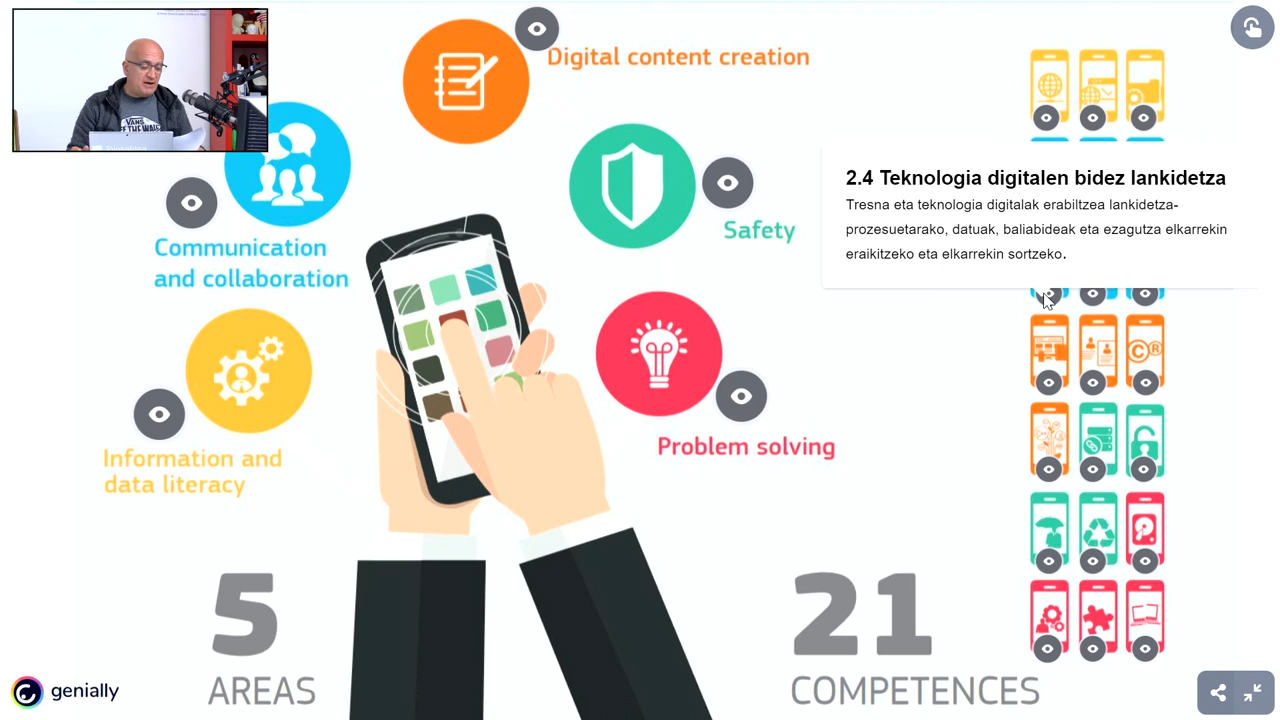 Digital content creation
VANS
Communication
and collaboration
Safety
2.4 Teknologia digitalen bidez lankidetza
Tresna eta teknologia digitalak erabiltzea lankidetza-
prozesuetarako, datuak, baliabideak eta ezagutza elkarrekin
eraikitzeko eta elkarrekin sortzeko.
Information and
data literacy
Problem solving
5
AREAS
21
COMPETENCES
C R
genially